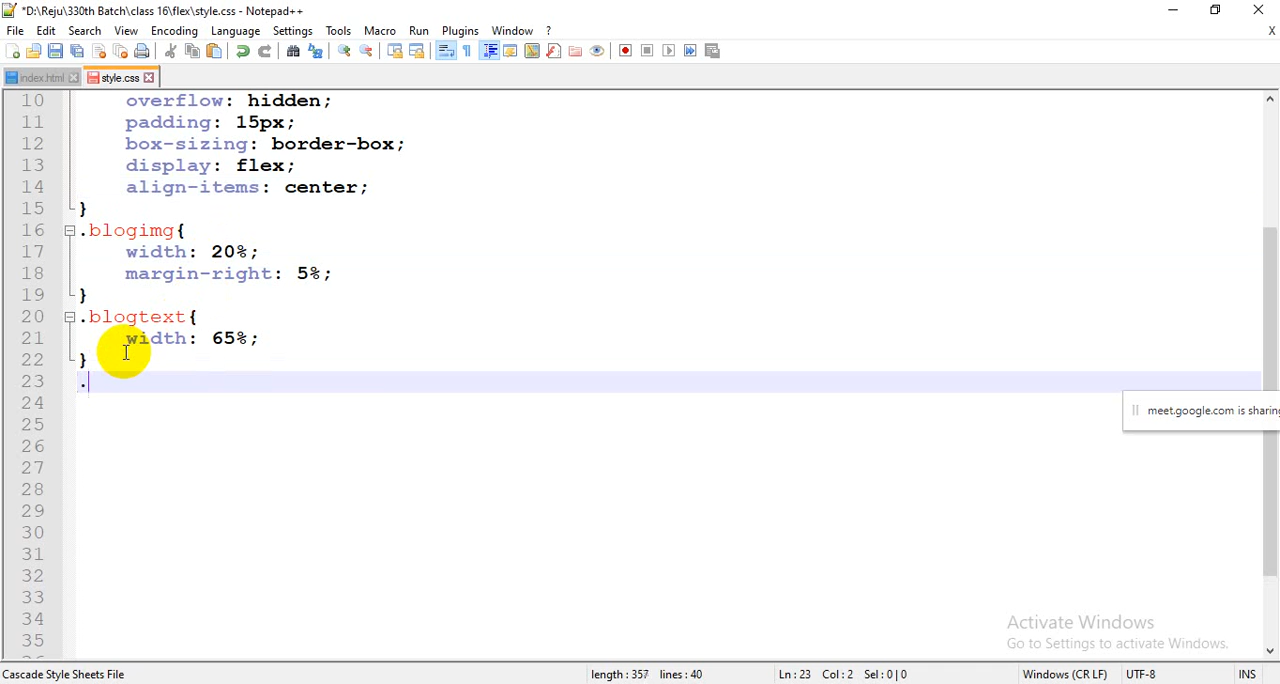 *D:\Reju\330th Batch\class 16\flex\style.css - Notepad++
File Edit Search View Encoding Language Settings Tools Macro Run Plugins Window ? X
index.html style.css
10 overflow: hidden;
11 padding: 15px;
12 box-sizing: border-box;
13 display: flex;
14 align-items: center;
15 }
16 .blogimg{
17 width: 20%;
18 margin-right: 5%;
19 }
20 .blogtext{
21 width: 65%;
22 }
23 .
24
25
26
27
28
29
30
31
32
33
34
35
meet.google.com is sharing
Activate Windows
Go to Settings to activate Windows.
Cascade Style Sheets File length: 357 lines: 40 Ln: 23 Col: 2 Sel: 0 | 0 Windows (CR LF) UTF-8 INS